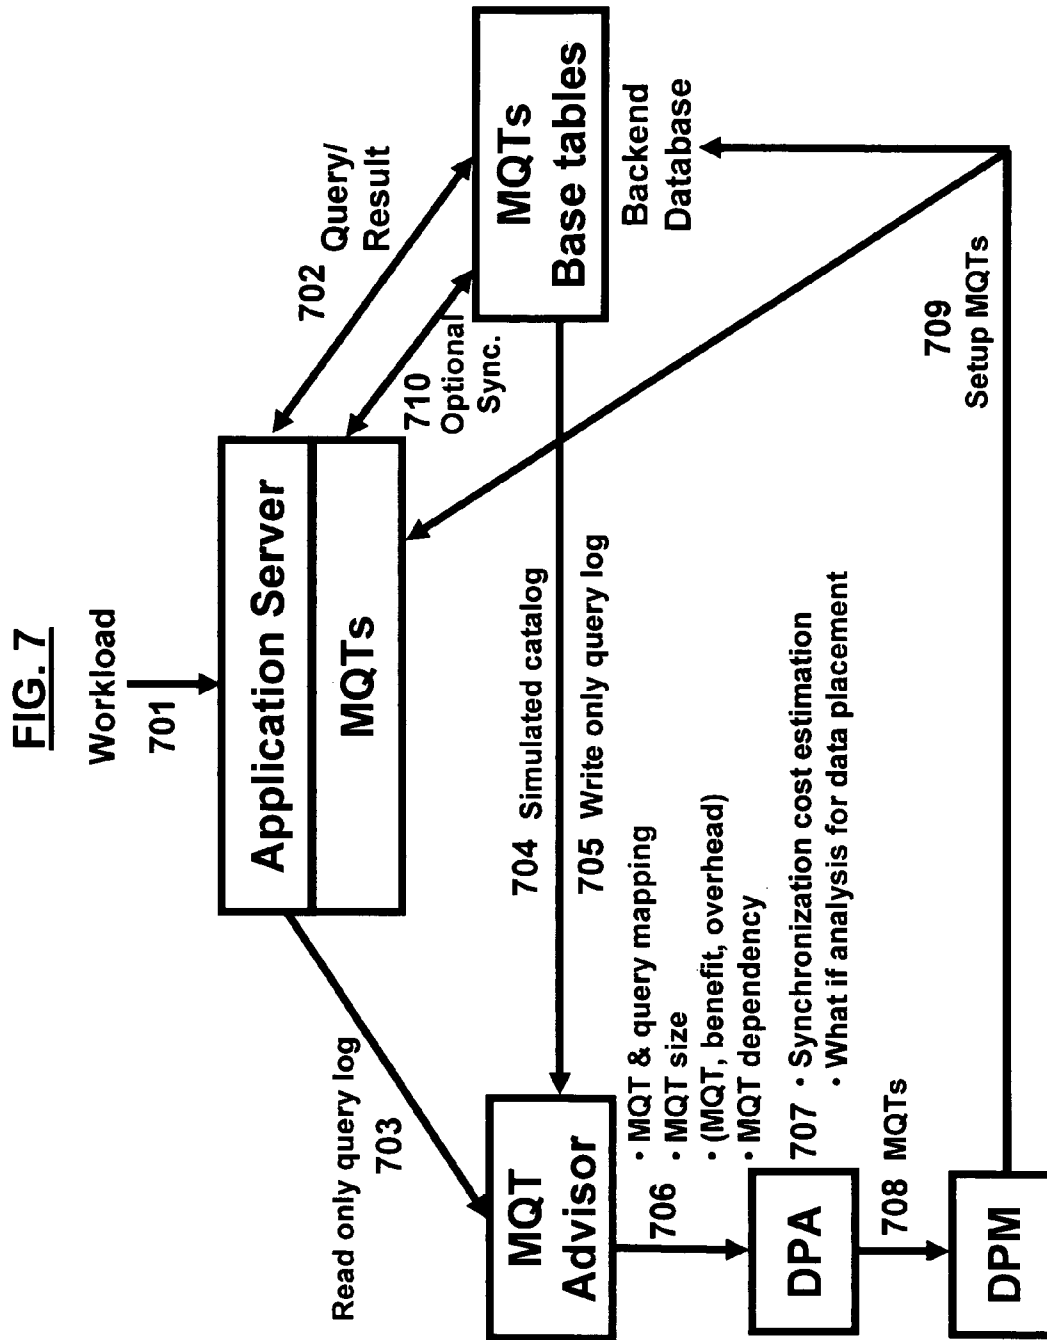 FIG. 7
Workload
701
Application Server
MQTs
702 Query/
Result
710
Optional
Sync.
MQTs
Base tables
Backend
Database
Read only query log
703
704 Simulated catalog
705 Write only query log
MQT
Advisor
706
· MQT & query mapping
· MQT size
· (MQT, benefit, overhead)
· MQT dependency
DPA
707 · Synchronization cost estimation
· What if analysis for data placement
708 MQTs
DPM
709
Setup MQTs